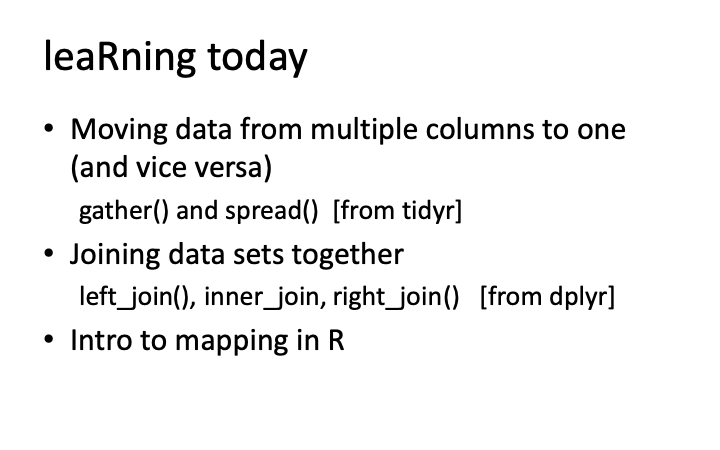 leaRning today
• Moving data from multiple columns to one
(and vice versa)
gather() and spread() [from tidyr]
• Joining data sets together
left_join(), inner_join, right_join() [from dplyr]
• Intro to mapping in R